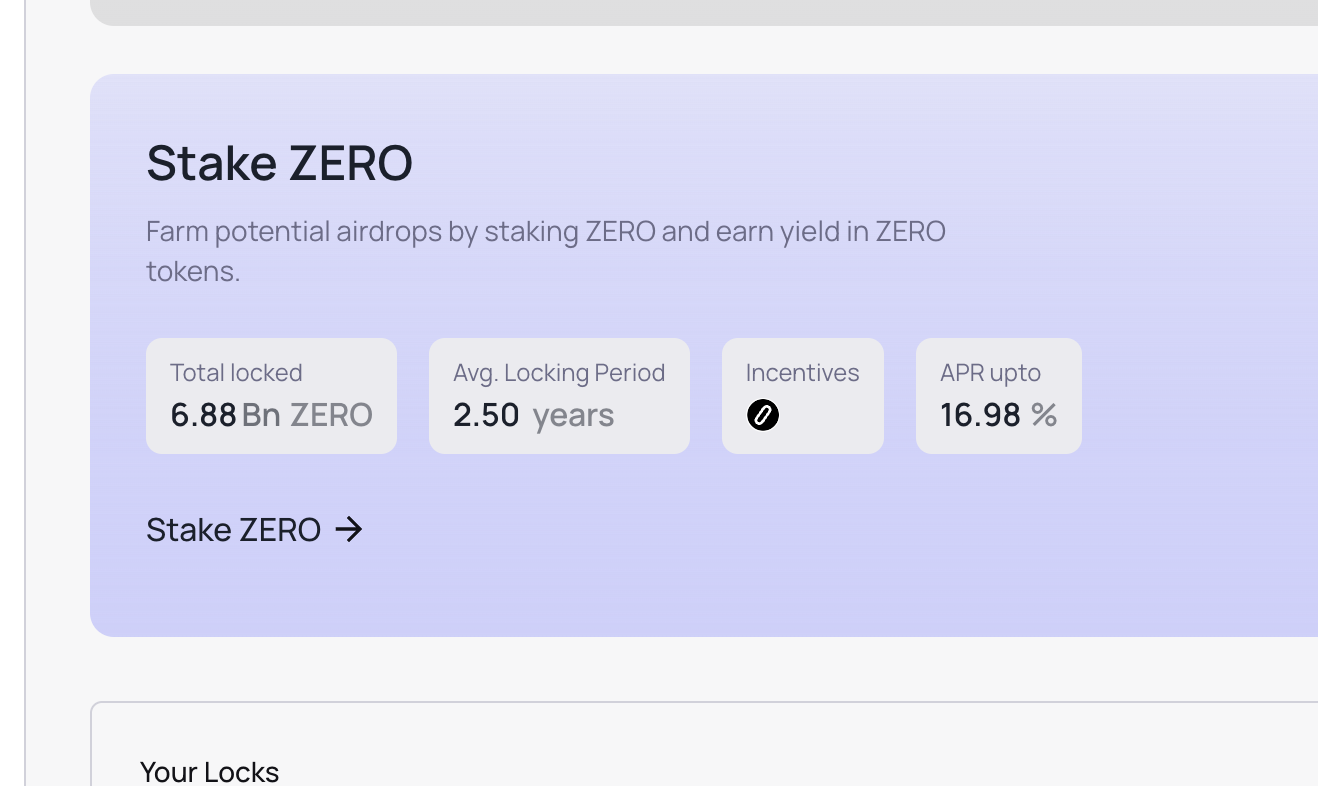 Stake ZERO
Farm potential airdrops by staking ZERO and earn yield in ZERO
tokens.
Total locked
6.88 Bn ZERO
Avg. Locking Period
2.50 years
Incentives
APR upto
16.98 %
Stake ZERO →
Your Locks